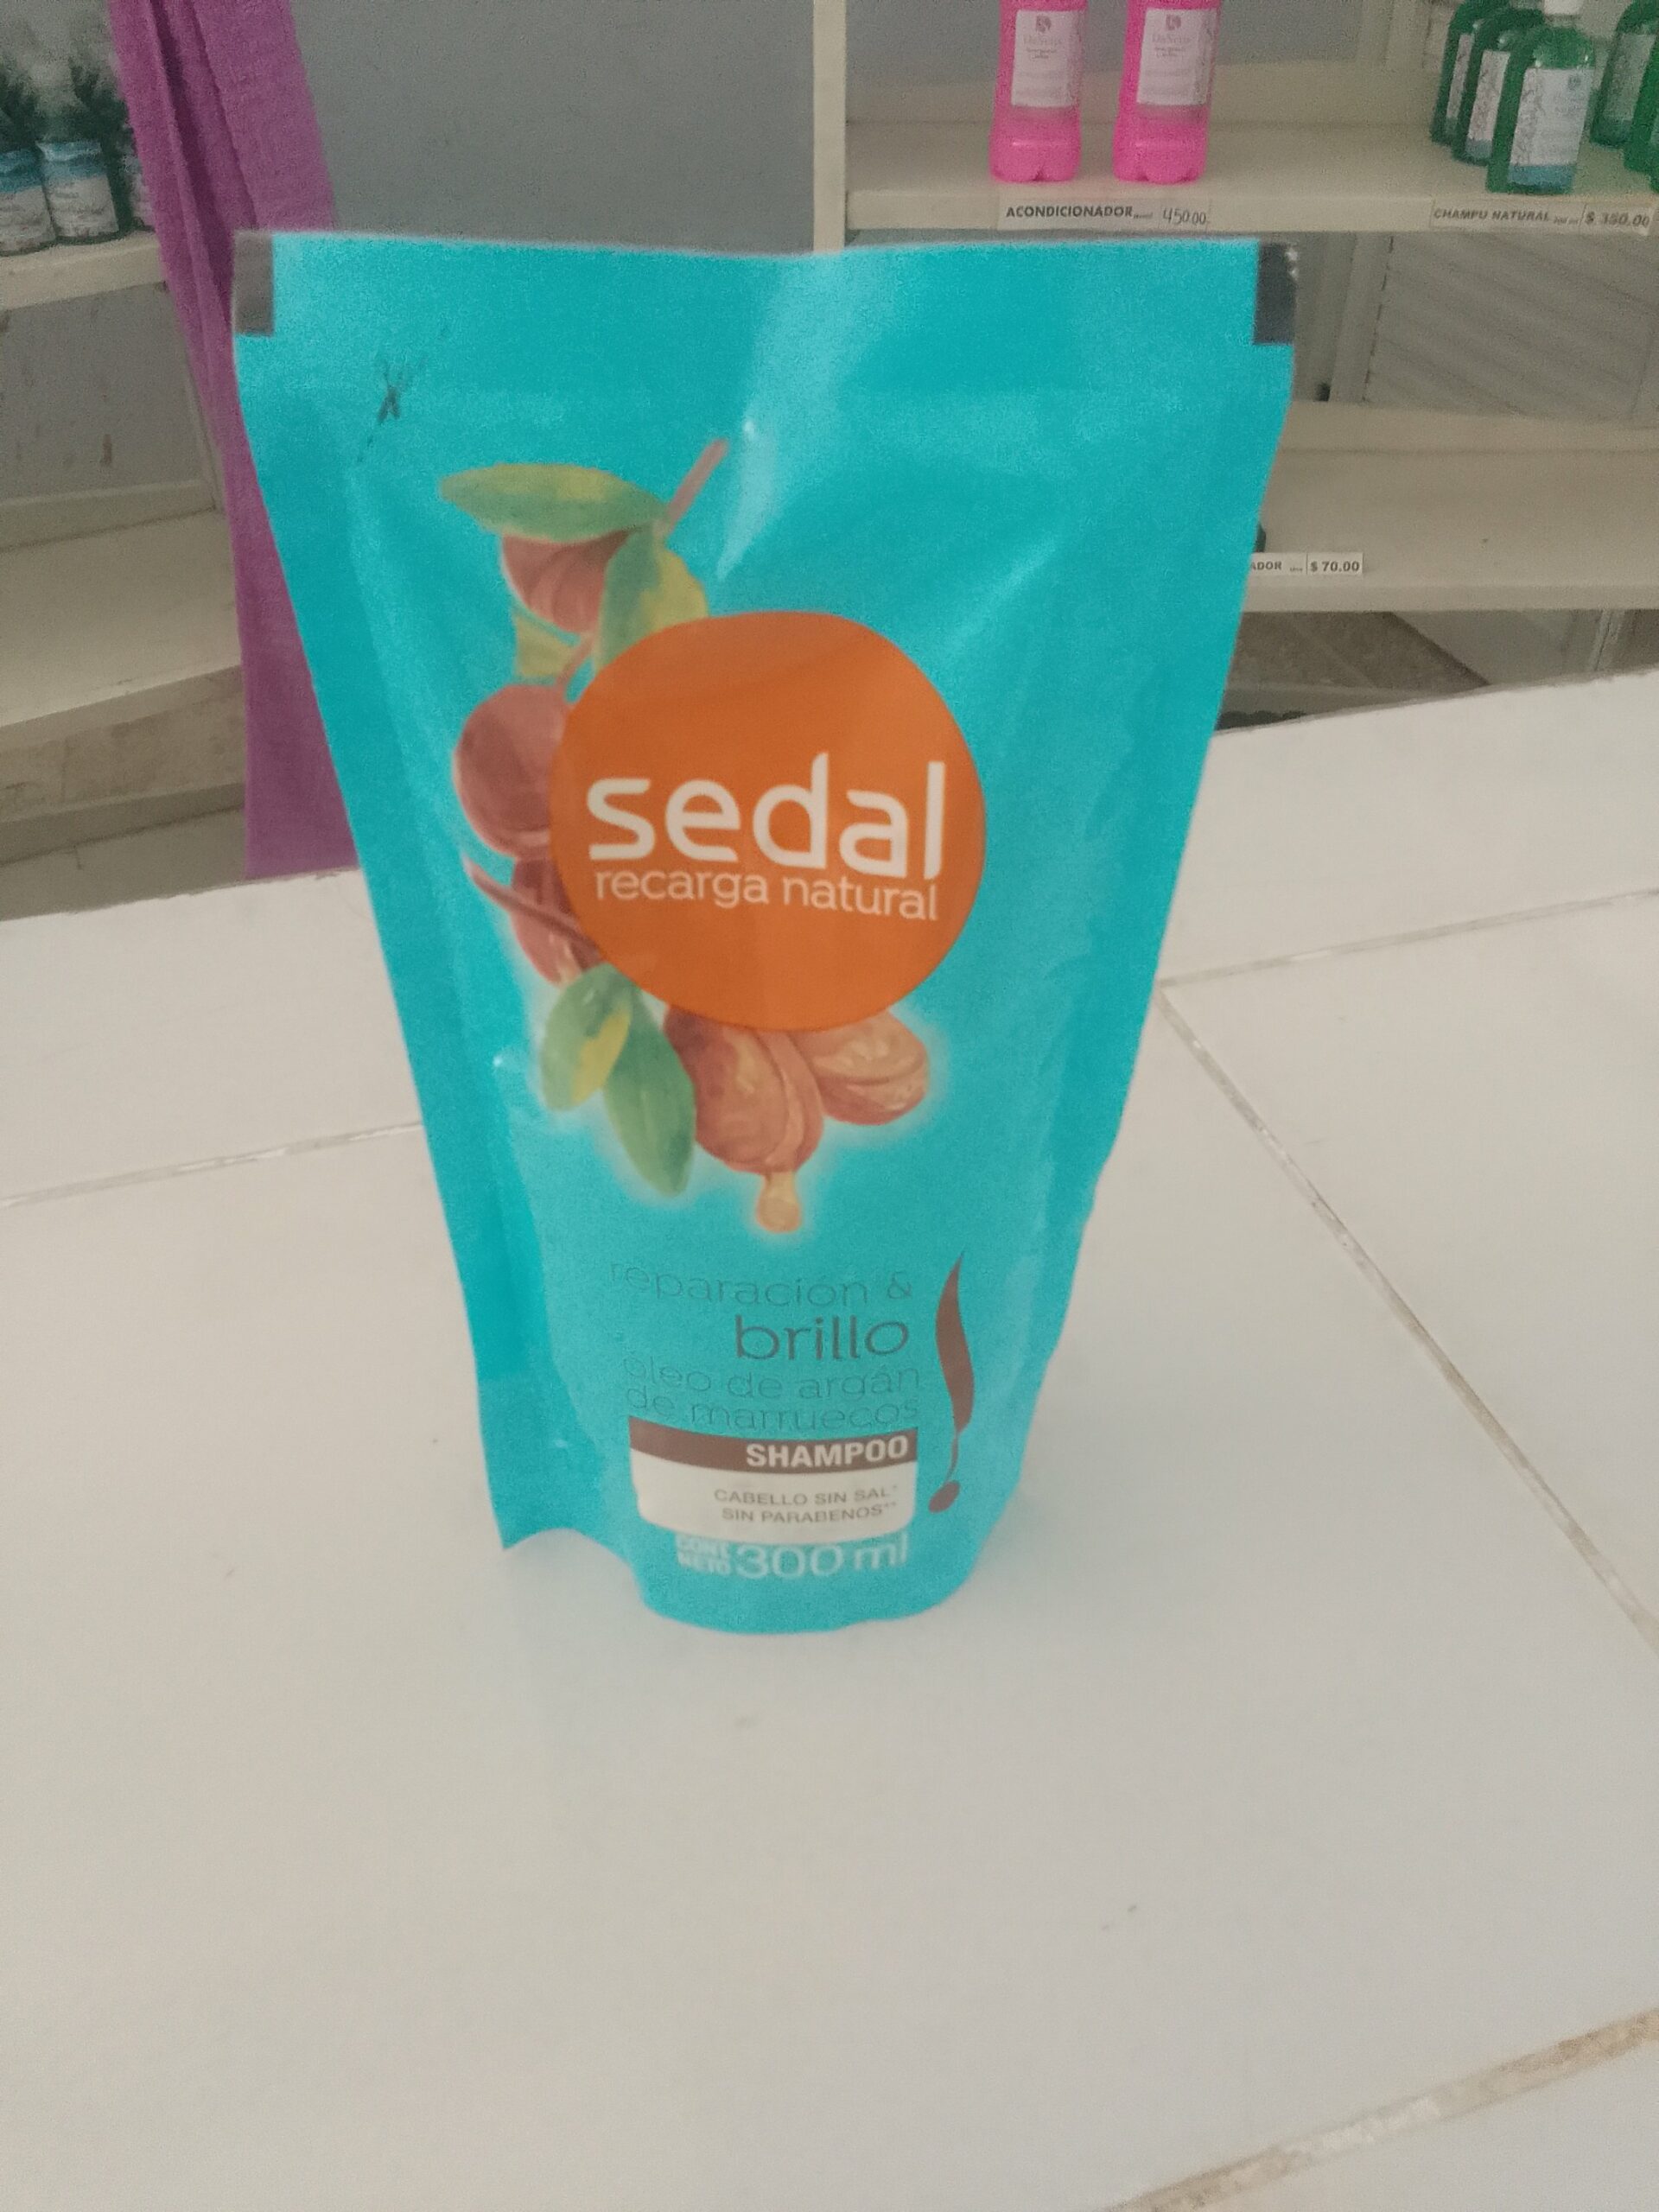 ACONDICIONADOR 450.00
CHAMPU NATURAL $ 350.00
ADOR $ 70.00
sedal
recarga natural
reparación &
brillo
óleo de argán
de marruecos
SHAMPOO
CABELLO SIN SAL*
SIN PARABENOS**
CONT.
NETO 300 ml